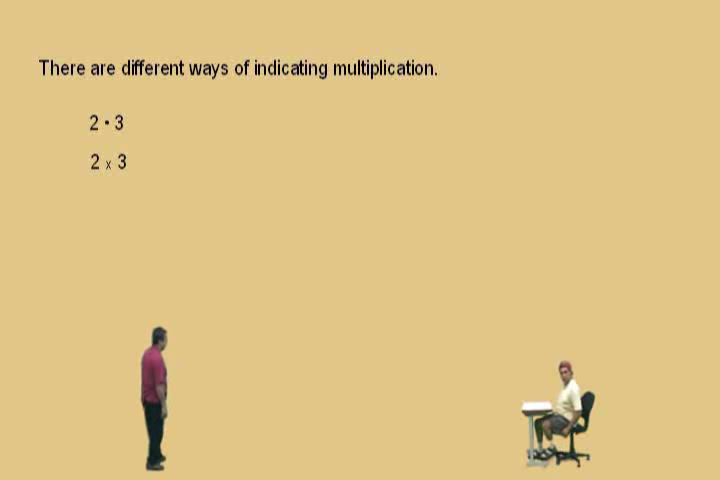 There are different ways of indicating multiplication.
2 • 3
2 x 3